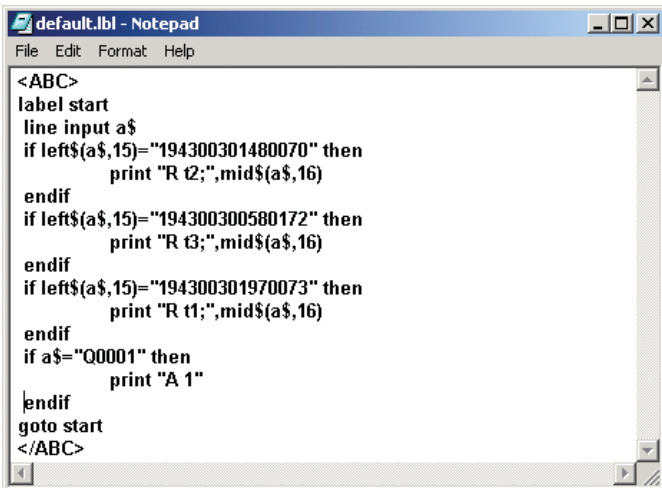 default.lbl - Notepad
File Edit Format Help
<ABC>
label start
line input a$
if left$(a$,15)="194300301480070" then
print "R t2;",mid$(a$,16)
endif
if left$(a$,15)="194300300580172" then
print "R t3;",mid$(a$,16)
endif
if left$(a$,15)="194300301970073" then
print "R t1;",mid$(a$,16)
endif
if a$="Q0001" then
print "A 1"
endif
goto start
</ABC>